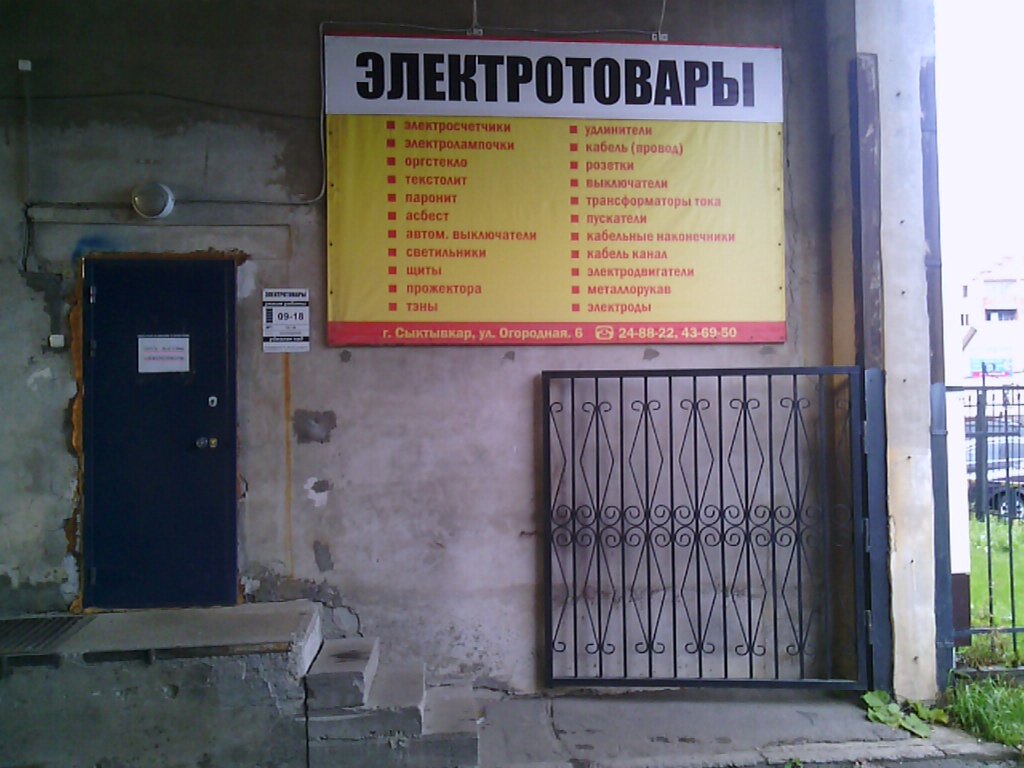 ЭЛЕКТРОТОВАРЫ
электросчетчики
электролампочки
оргстекло
текстолит
паронит
асбест
автом. выключатели
светильники
щиты
прожектора
тэны
удлинители
кабель (провод)
розетки
выключатели
трансформаторы тока
пускатели
кабельные наконечники
кабель канал
электродвигатели
металлорукав
электроды
г. Сыктывкар, ул. Огородная. 6 24-88-22, 43-69-50
ЭЛЕКТРОТОВАРЫ
режим работы
09-18